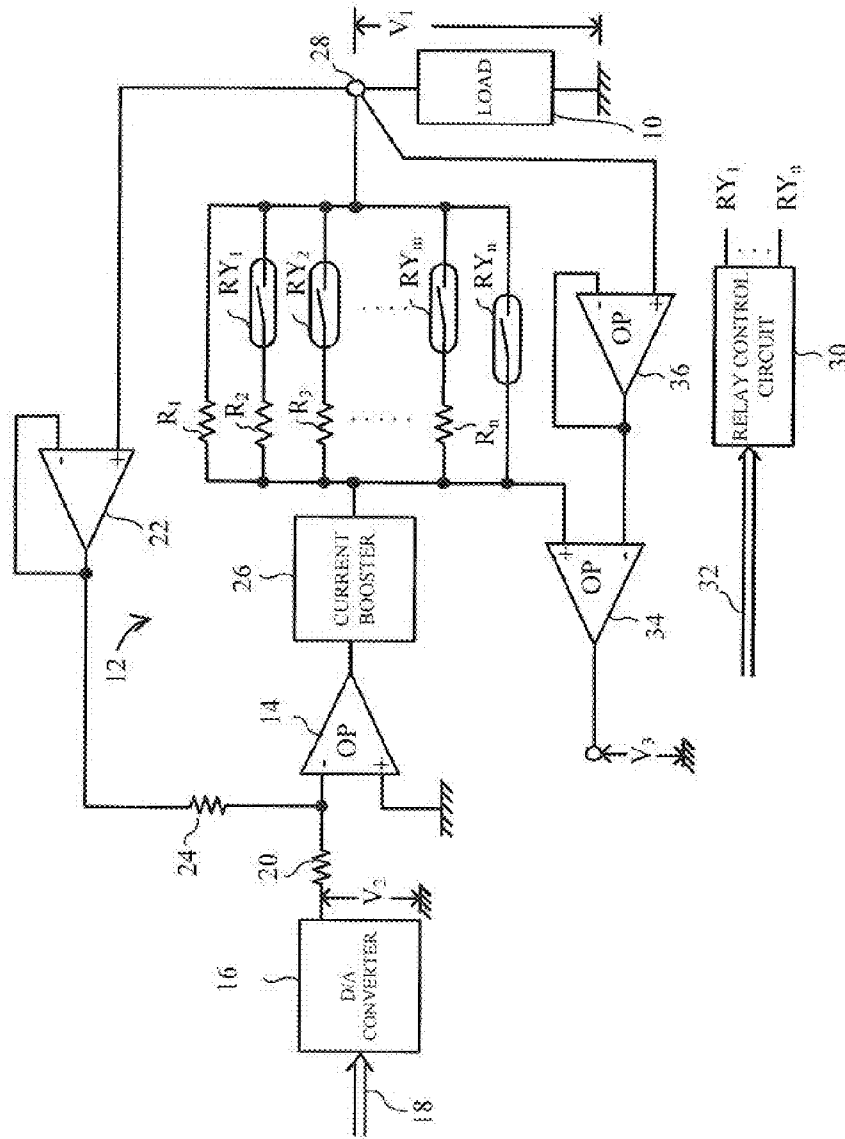 12
22
24
18
16
D/A
CONVERTER
20
V₂
14
OP
-
+
26
CURRENT
BOOSTER
R₁
R₂
R₃
. . . . .
Rₙ
RY₁
RY₂
. . . . .
RYₘ
RYₙ
28
V₁
LOAD
10
OP
-
+
36
OP
+
-
34
V₃
32
RELAY CONTROL
CIRCUIT
30
RY₁
RYₙ
-
+